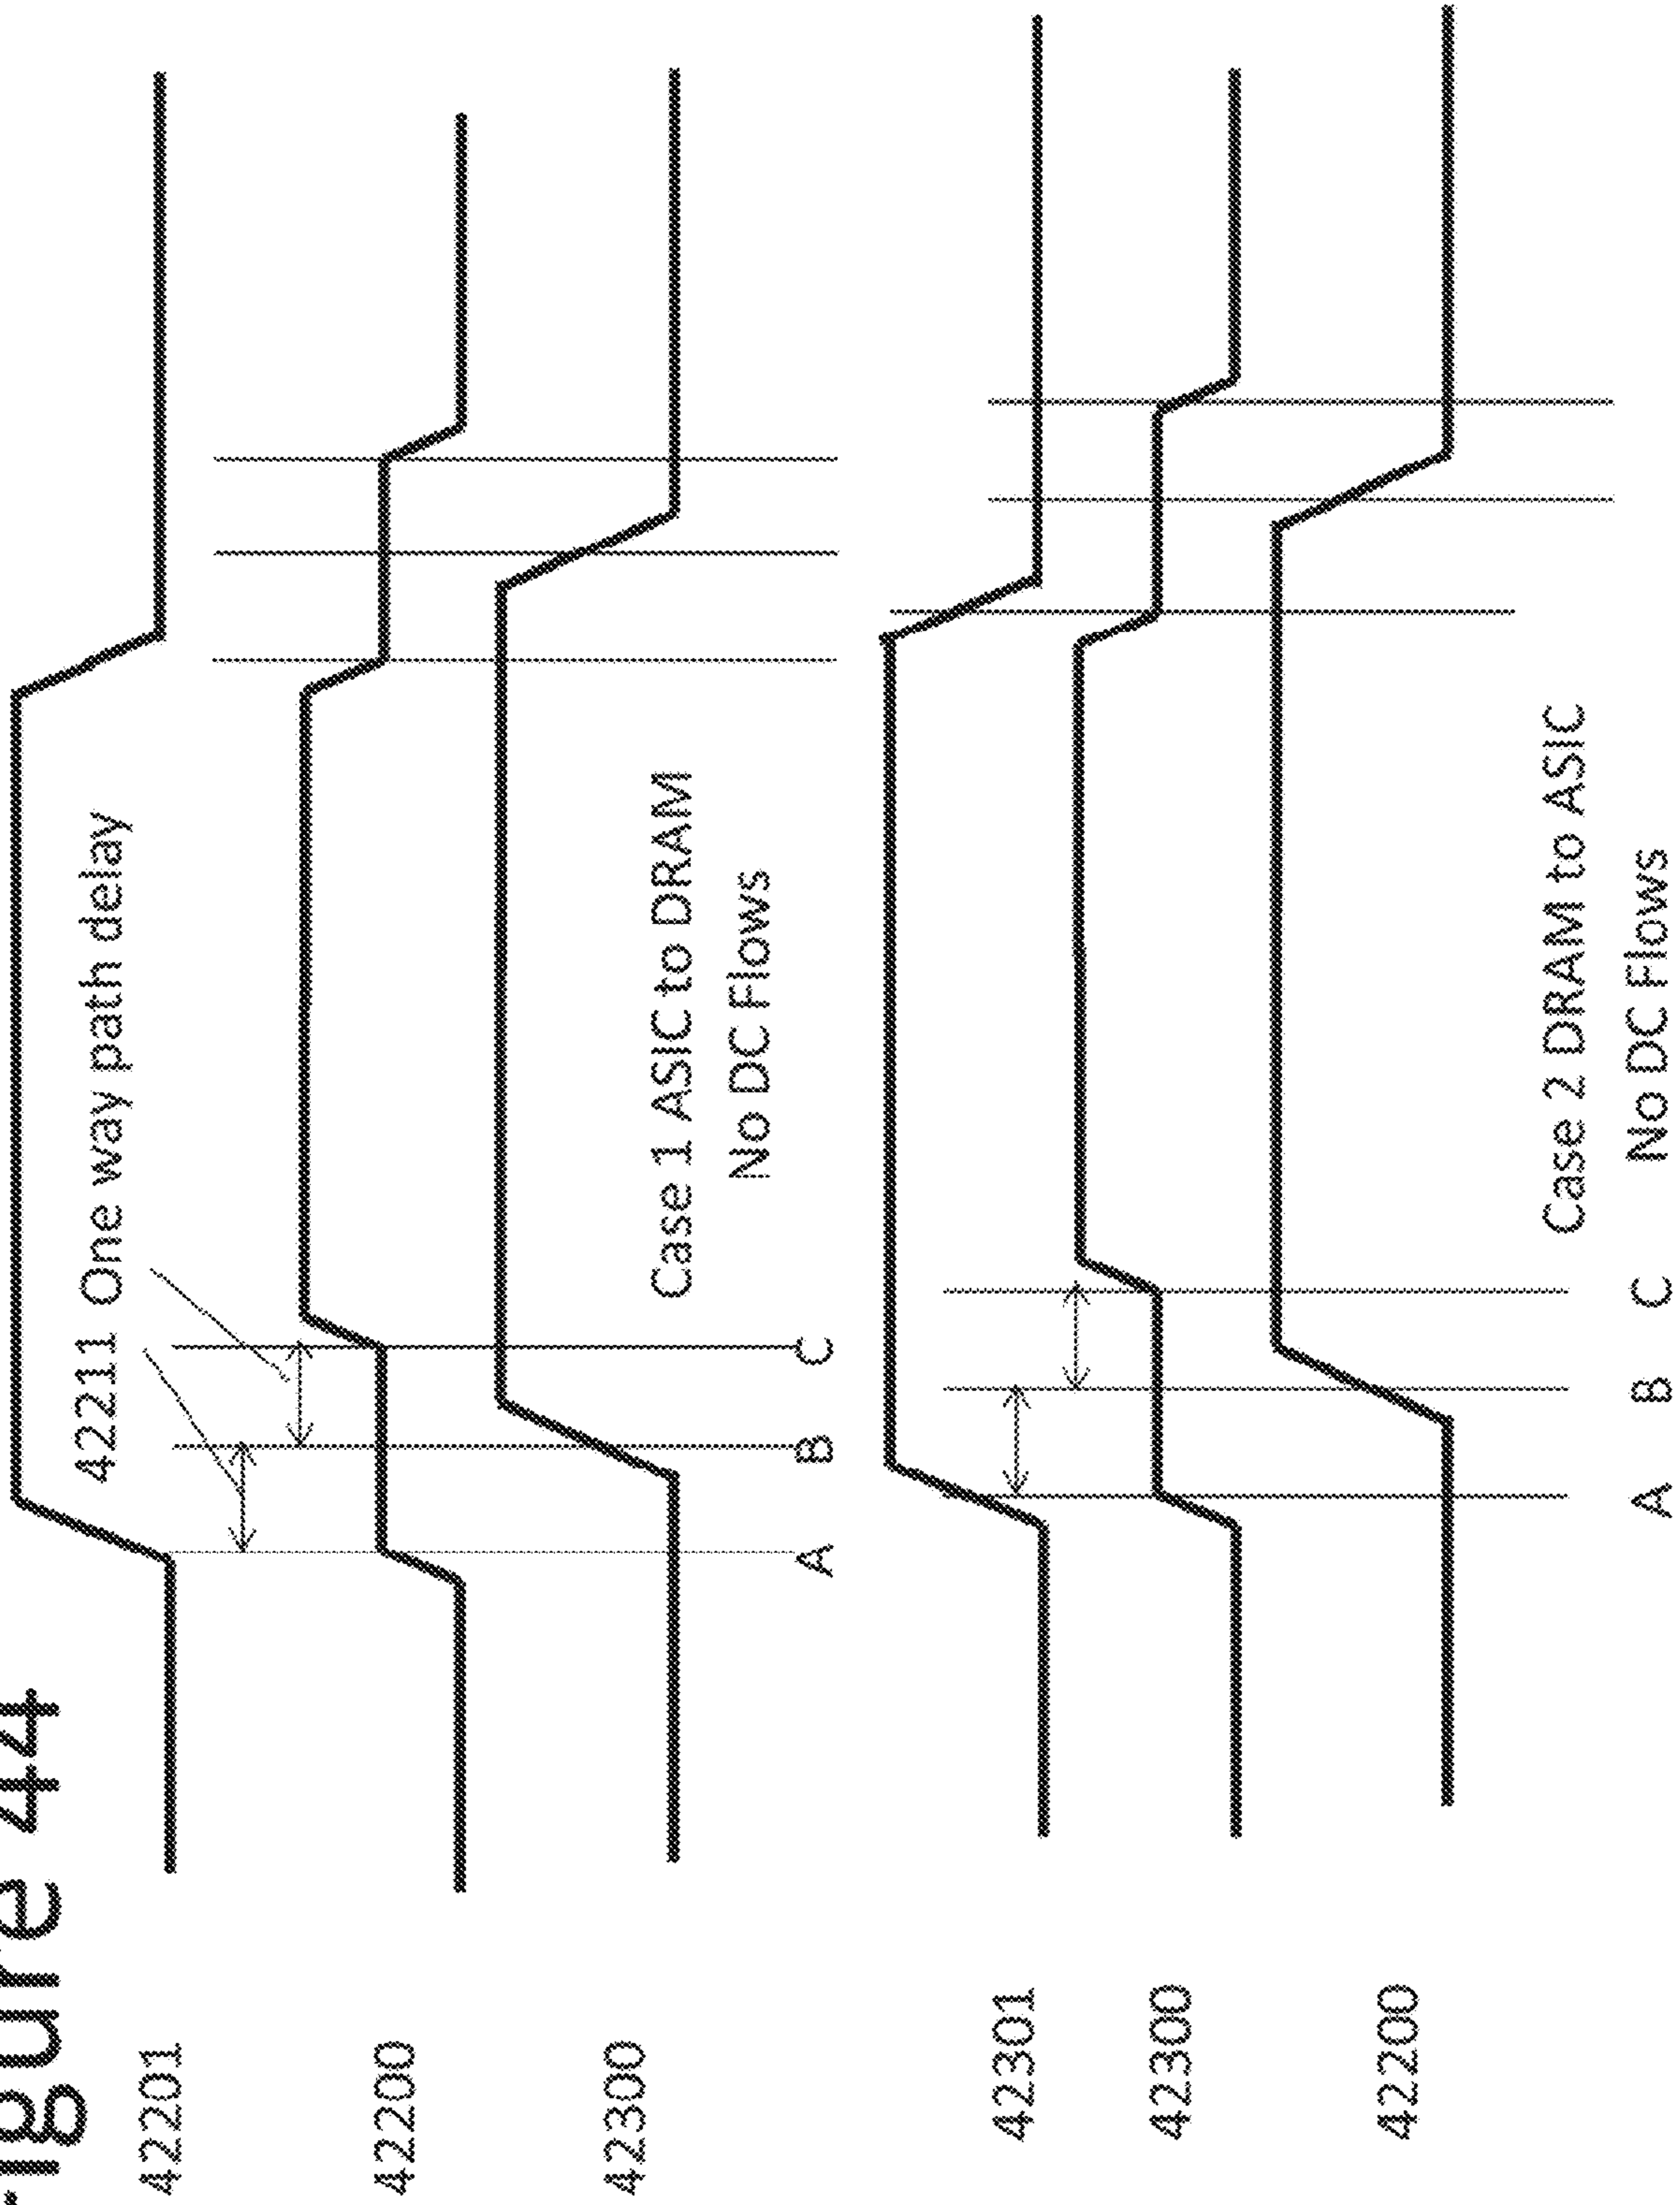 Figure 44
42211 One way path delay
42201
42200
42300
A
B
C
Case 1 ASIC to DRAM
No DC Flows
42301
42300
42200
A
B
C
Case 2 DRAM to ASIC
No DC Flows